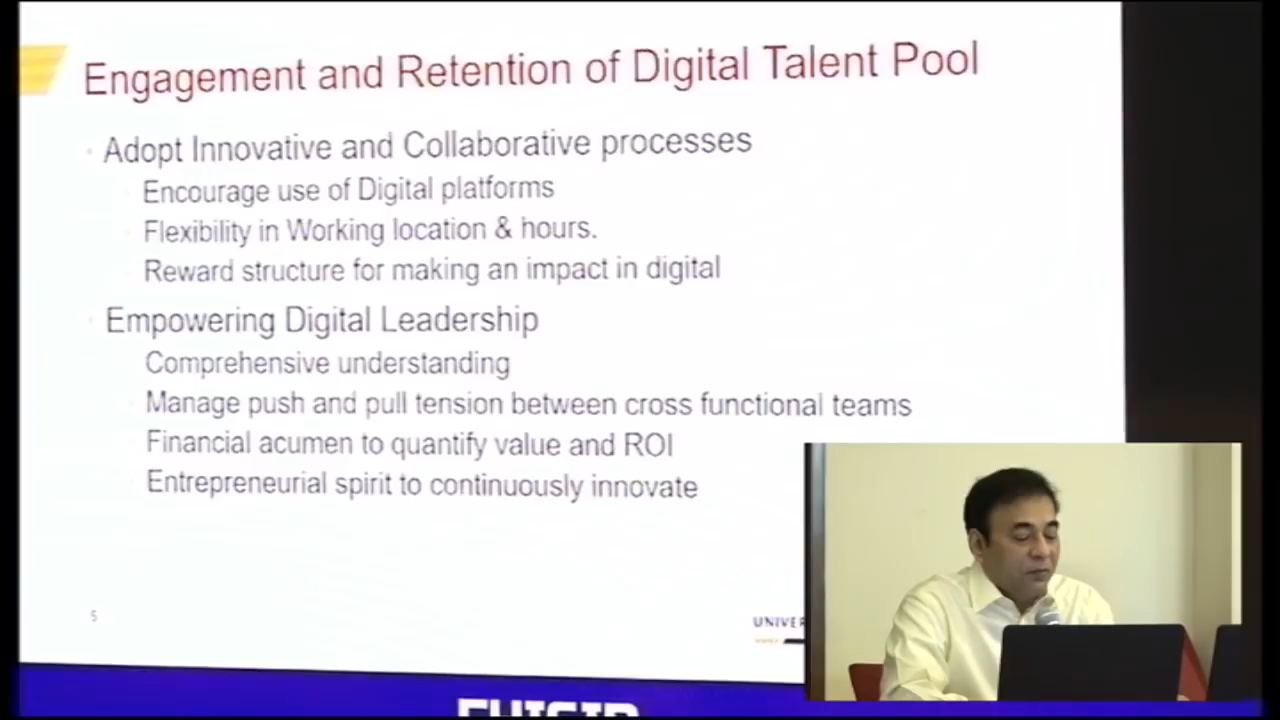 Engagement and Retention of Digital Talent Pool
Adopt Innovative and Collaborative processes
Encourage use of Digital platforms
Flexibility in Working location & hours.
Reward structure for making an impact in digital
Empowering Digital Leadership
Comprehensive understanding
Manage push and pull tension between cross functional teams
Financial acumen to quantify value and ROI
Entrepreneurial spirit to continuously innovate
5